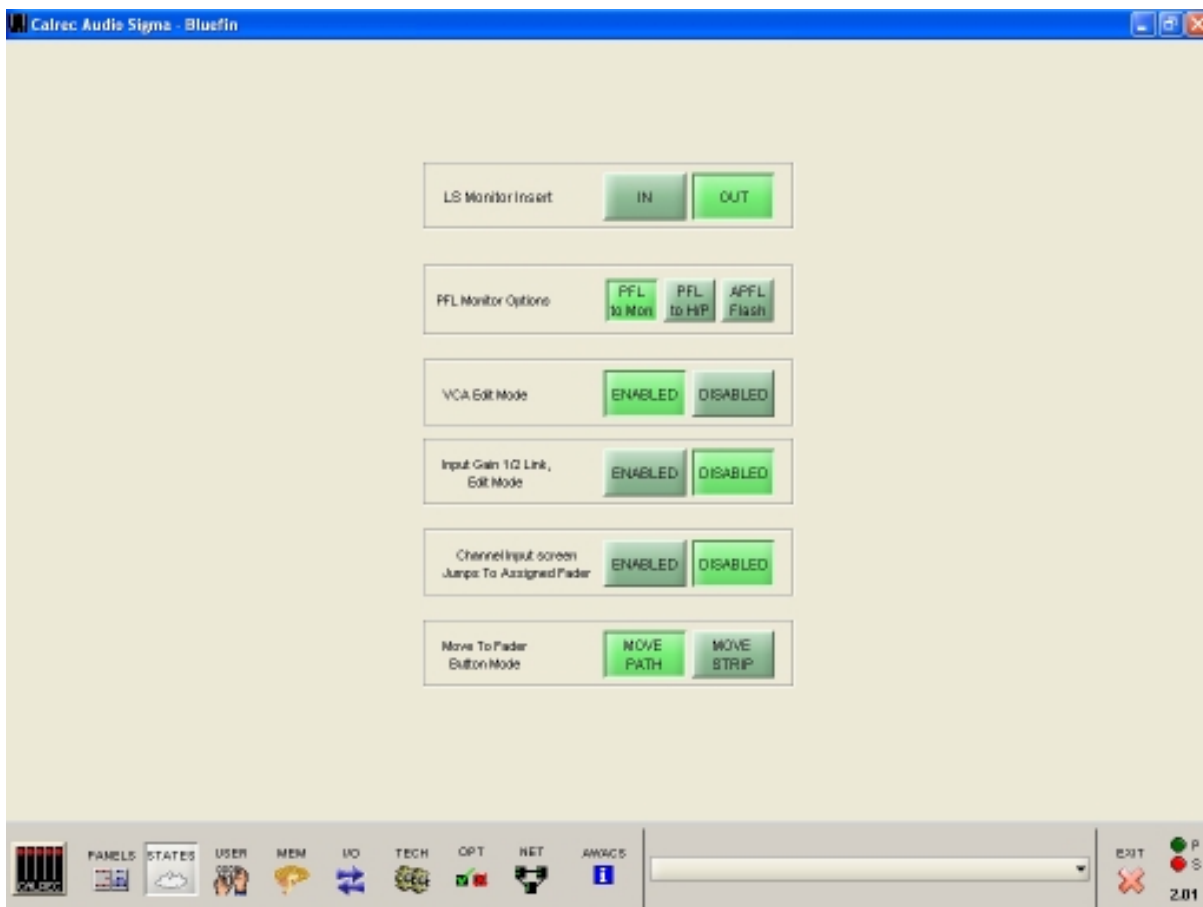 Calrec Audio Sigma - Bluefin
LS Monitor Insert
IN
OUT
PFL Monitor Options
PFL
to Mon
PFL
to H/P
APFL
Flash
VCA Edit Mode
ENABLED
DISABLED
Input Gain 1/2 Link,
Edit Mode
ENABLED
DISABLED
Channel Input screen
Jumps To Assigned Fader
ENABLED
DISABLED
Move To Fader
Button Mode
MOVE
PATH
MOVE
STRIP
CALREC
PANELS
STATES
USER
MEM
I/O
TECH
OPT
NET
AWACS
EXIT
P
S
2.01